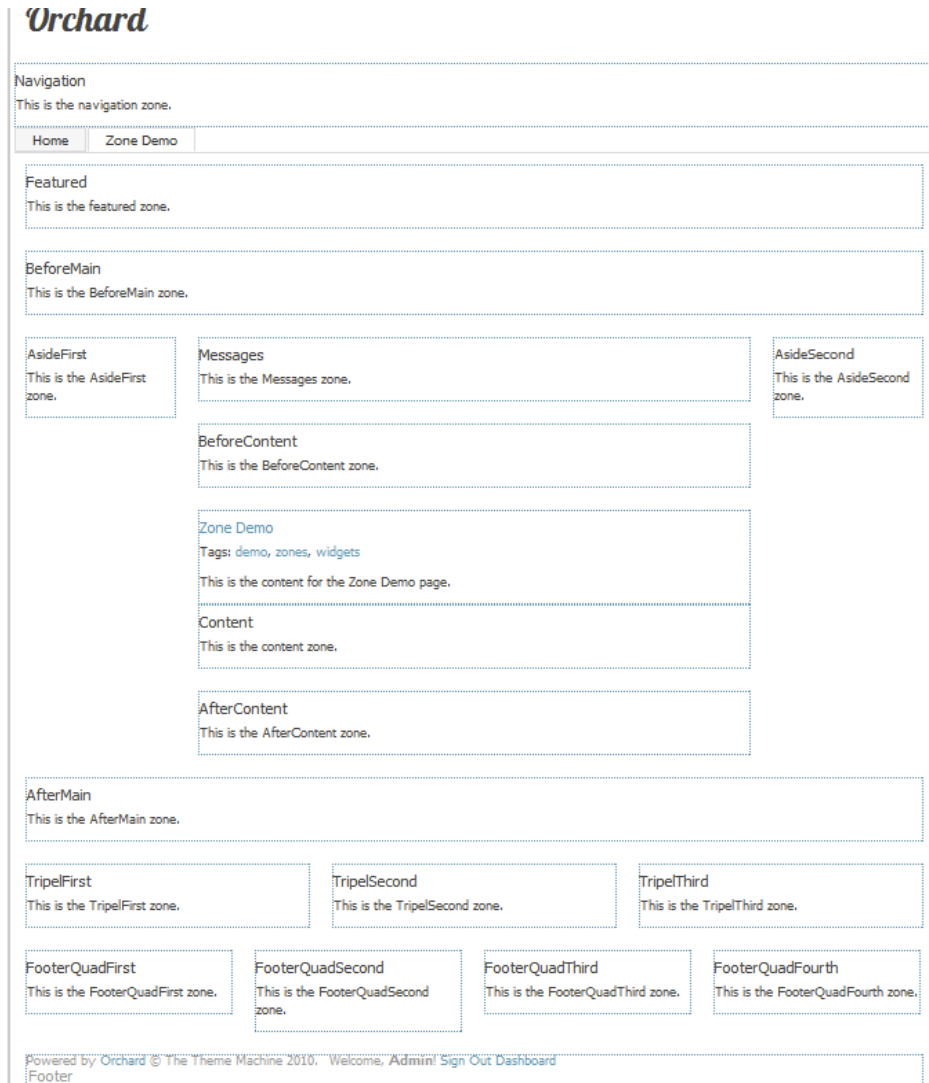 Orchard
Navigation
This is the navigation zone.
Home
Zone Demo
Featured
This is the featured zone.
BeforeMain
This is the BeforeMain zone.
AsideFirst
This is the AsideFirst
zone.
Messages
This is the Messages zone.
AsideSecond
This is the AsideSecond
zone.
BeforeContent
This is the BeforeContent zone.
Zone Demo
Tags: demo, zones, widgets
This is the content for the Zone Demo page.
Content
This is the content zone.
AfterContent
This is the AfterContent zone.
AfterMain
This is the AfterMain zone.
TripelFirst
This is the TripelFirst zone.
TripelSecond
This is the TripelSecond zone.
TripelThird
This is the TripelThird zone.
FooterQuadFirst
This is the FooterQuadFirst zone.
FooterQuadSecond
This is the FooterQuadSecond
zone.
FooterQuadThird
This is the FooterQuadThird zone.
FooterQuadFourth
This is the FooterQuadFourth zone.
Powered by Orchard © The Theme Machine 2010. Welcome, Admin! Sign Out Dashboard
Footer